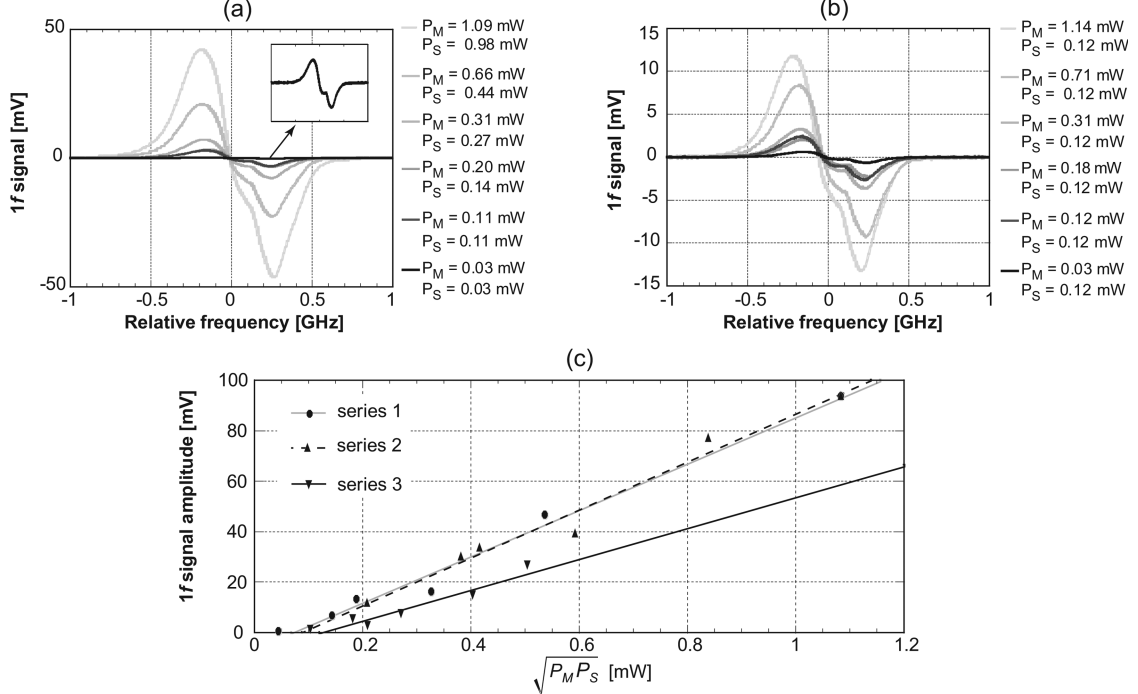 (a)
50
0
-50
1f signal [mV]
-1
-0.5
0
0.5
1
Relative frequency [GHz]
P_M = 1.09 mW
P_S = 0.98 mW
P_M = 0.66 mW
P_S = 0.44 mW
P_M = 0.31 mW
P_S = 0.27 mW
P_M = 0.20 mW
P_S = 0.14 mW
P_M = 0.11 mW
P_S = 0.11 mW
P_M = 0.03 mW
P_S = 0.03 mW
(b)
15
10
5
0
-5
-10
-15
1f signal [mV]
-1
-0.5
0
0.5
1
Relative frequency [GHz]
P_M = 1.14 mW
P_S = 0.12 mW
P_M = 0.71 mW
P_S = 0.12 mW
P_M = 0.31 mW
P_S = 0.12 mW
P_M = 0.18 mW
P_S = 0.12 mW
P_M = 0.12 mW
P_S = 0.12 mW
P_M = 0.03 mW
P_S = 0.12 mW
(c)
100
80
60
40
20
0
1f signal amplitude [mV]
series 1
series 2
series 3
0
0.2
0.4
0.6
0.8
1
1.2
√P_M P_S [mW]